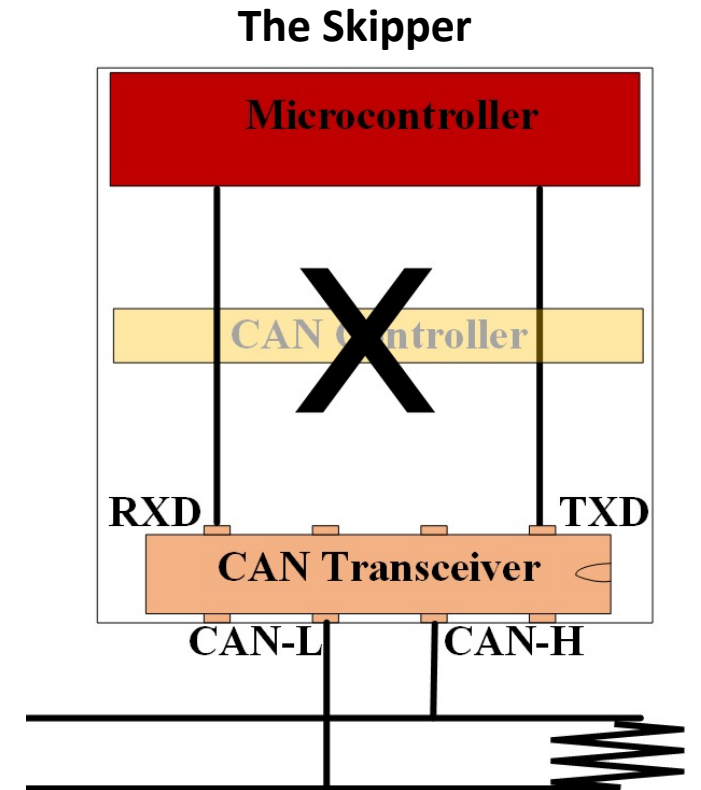 The Skipper
Microcontroller
CAN Controller
X
RXD
TXD
CAN Transceiver
CAN-L
CAN-H